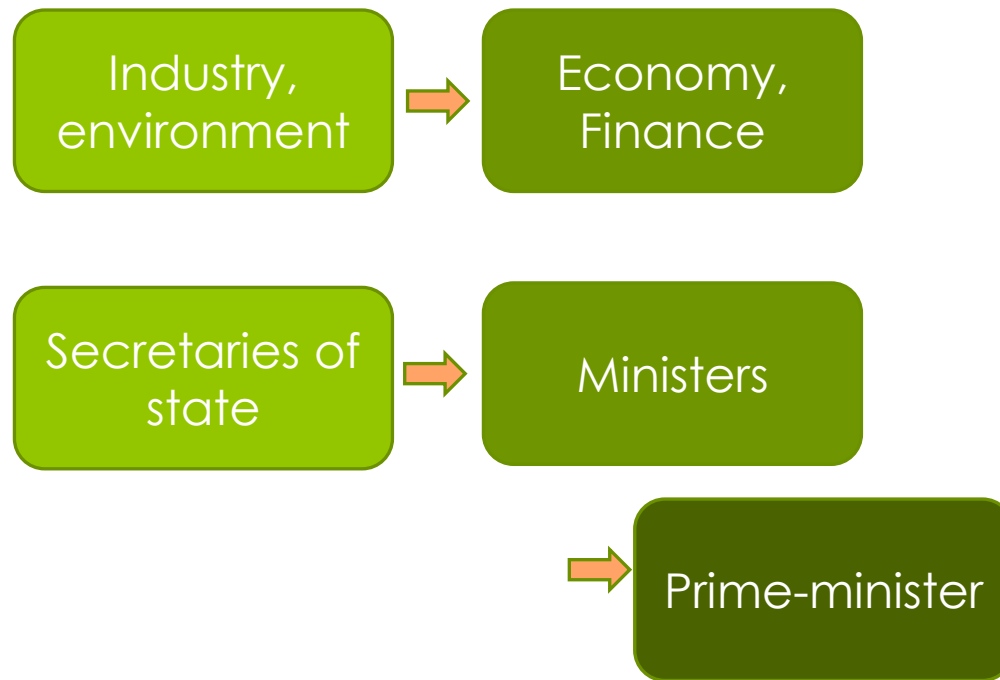 Industry,
environment
Economy,
Finance
Secretaries of
state
Ministers
Prime-minister